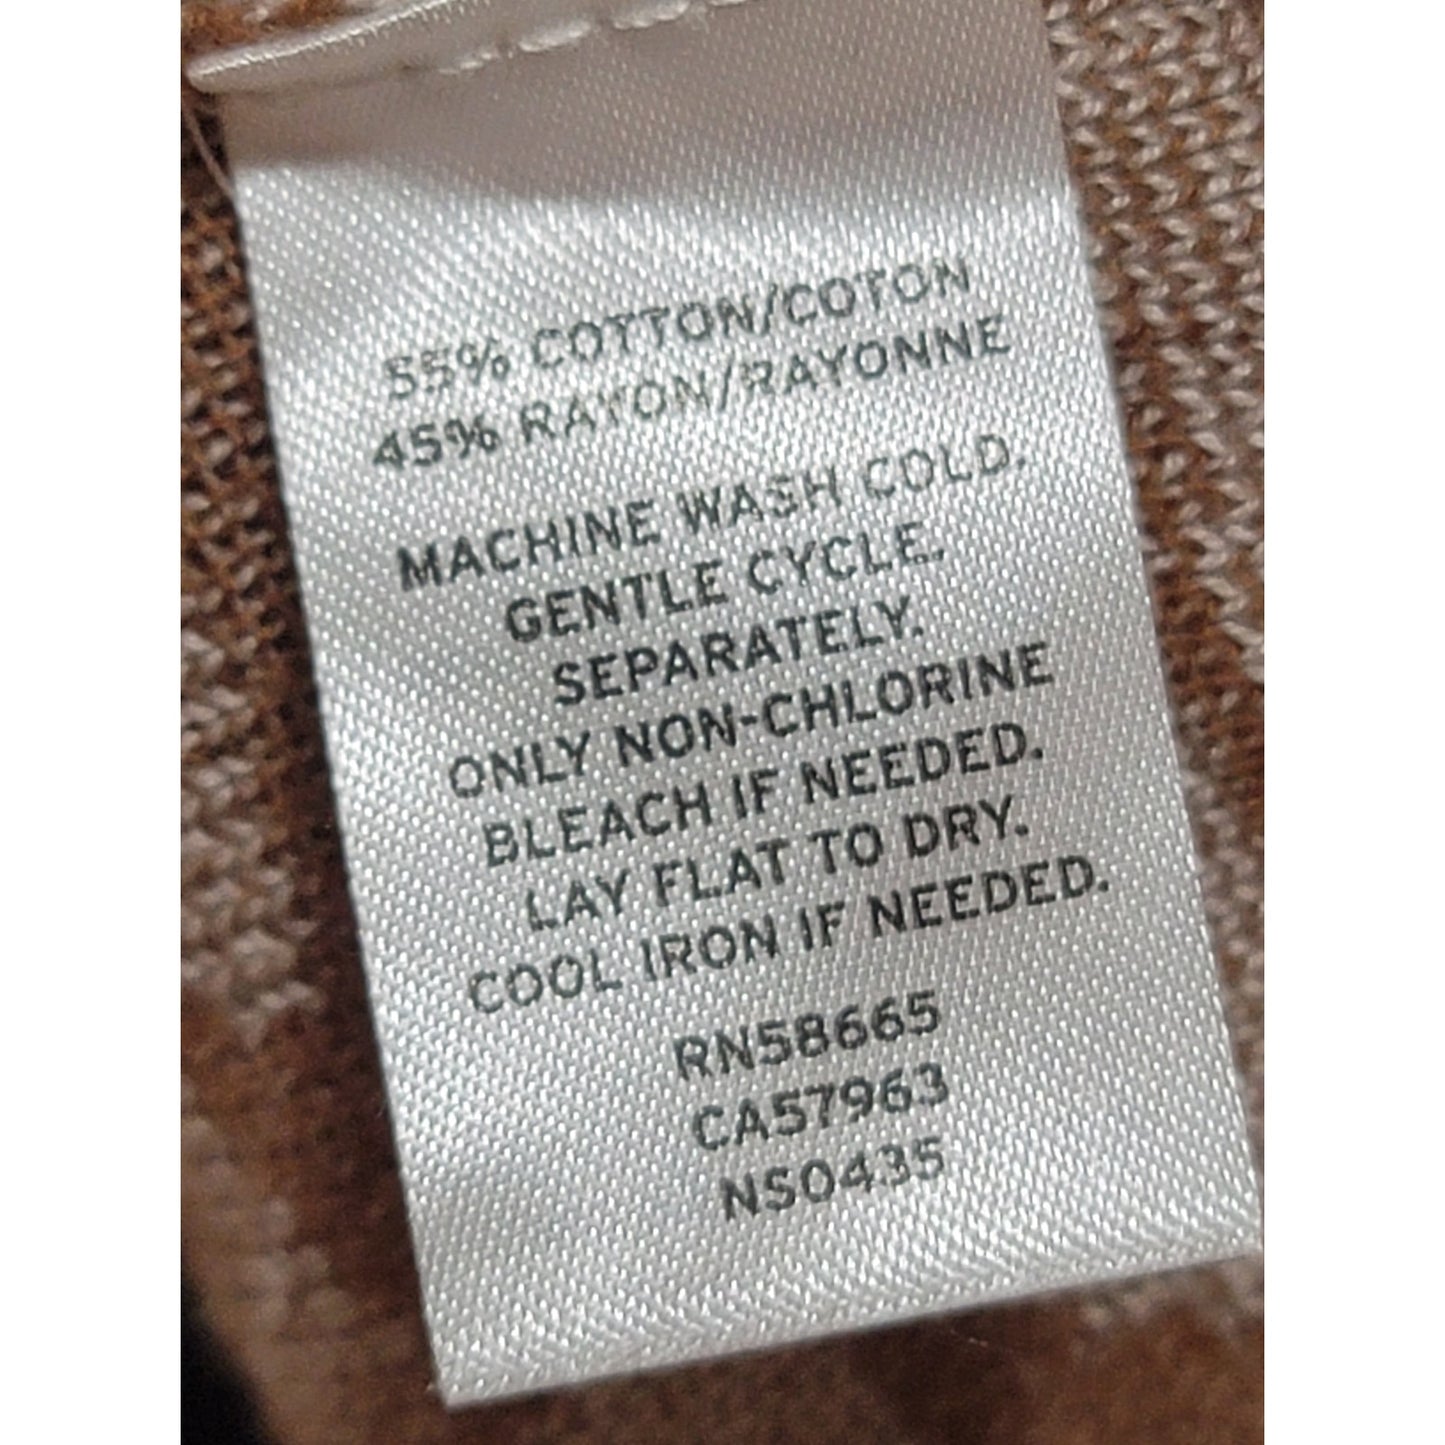 55% COTTON/COTON
45% RAYON/RAYONNE
MACHINE WASH COLD.
GENTLE CYCLE.
SEPARATELY.
ONLY NON-CHLORINE
BLEACH IF NEEDED.
LAY FLAT TO DRY.
COOL IRON IF NEEDED.
RN58665
CA57963
NS0435